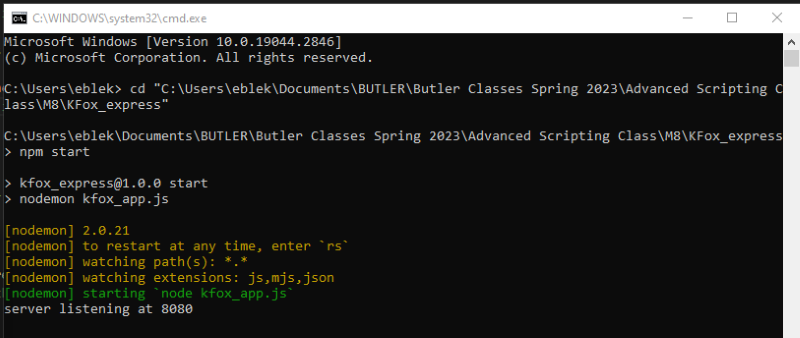 C:\WINDOWS\system32\cmd.exe
Microsoft Windows [Version 10.0.19044.2846]
(c) Microsoft Corporation. All rights reserved.
C:\Users\eblek> cd "C:\Users\eblek\Documents\BUTLER\Butler Classes Spring 2023\Advanced Scripting C
lass\M8\KFox_express"
C:\Users\eblek\Documents\BUTLER\Butler Classes Spring 2023\Advanced Scripting Class\M8\KFox_express
> npm start
> kfox_express@1.0.0 start
> nodemon kfox_app.js
[nodemon] 2.0.21
[nodemon] to restart at any time, enter `rs`
[nodemon] watching path(s): *.*
[nodemon] watching extensions: js,mjs,json
[nodemon] starting `node kfox_app.js`
server listening at 8080